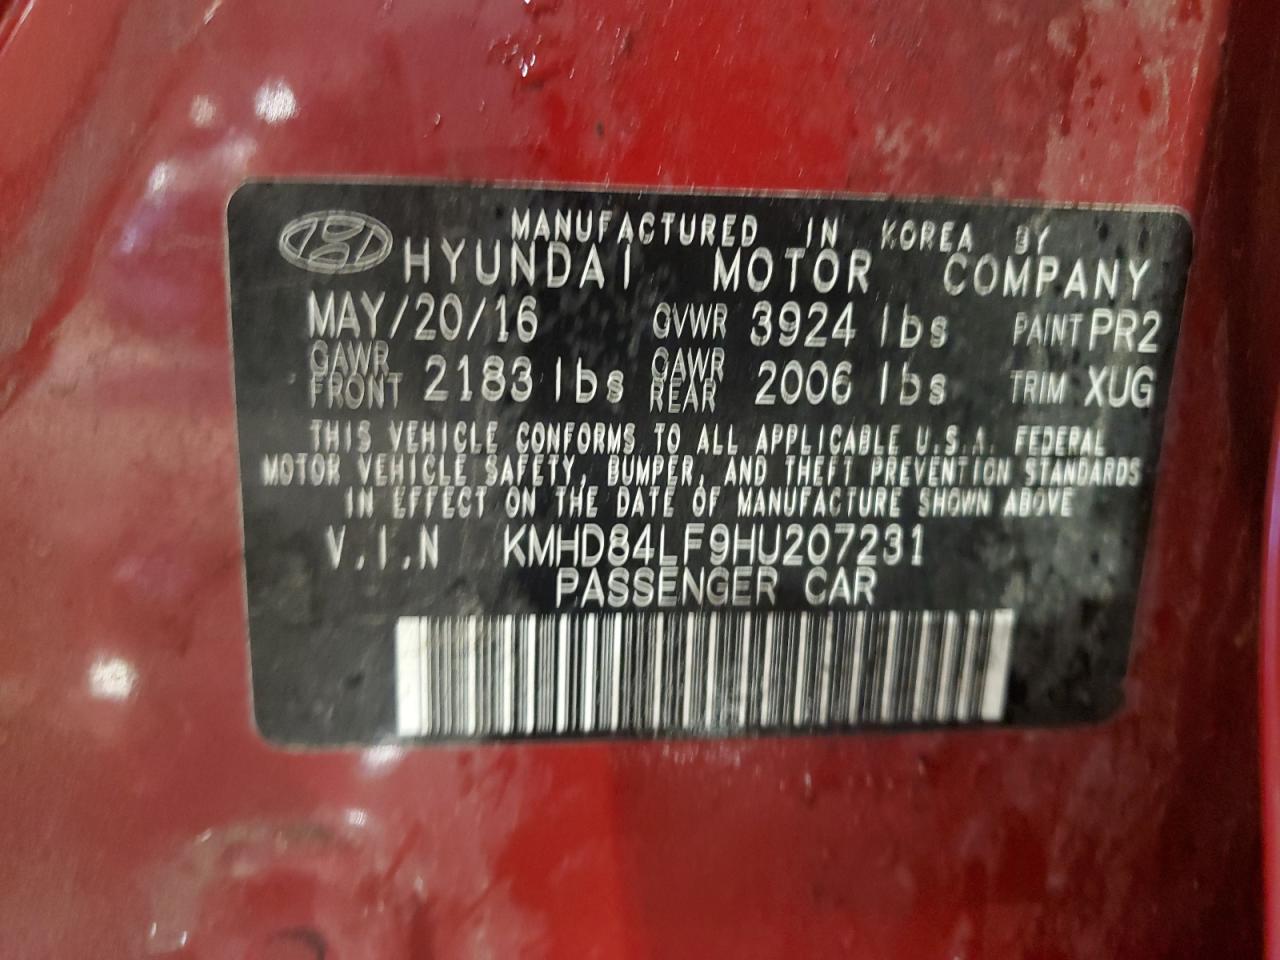 MANUFACTURED IN KOREA BY
HYUNDAI MOTOR COMPANY
MAY/20/16 GVWR 3924 lbs PAINT PR2
GAWR FRONT 2183 lbs GAWR REAR 2006 lbs TRIM XUG
THIS VEHICLE CONFORMS TO ALL APPLICABLE U.S.A. FEDERAL
MOTOR VEHICLE SAFETY, BUMPER, AND THEFT PREVENTION STANDARDS
IN EFFECT ON THE DATE OF MANUFACTURE SHOWN ABOVE
V.I.N KMHD84LF9HU207231
PASSENGER CAR